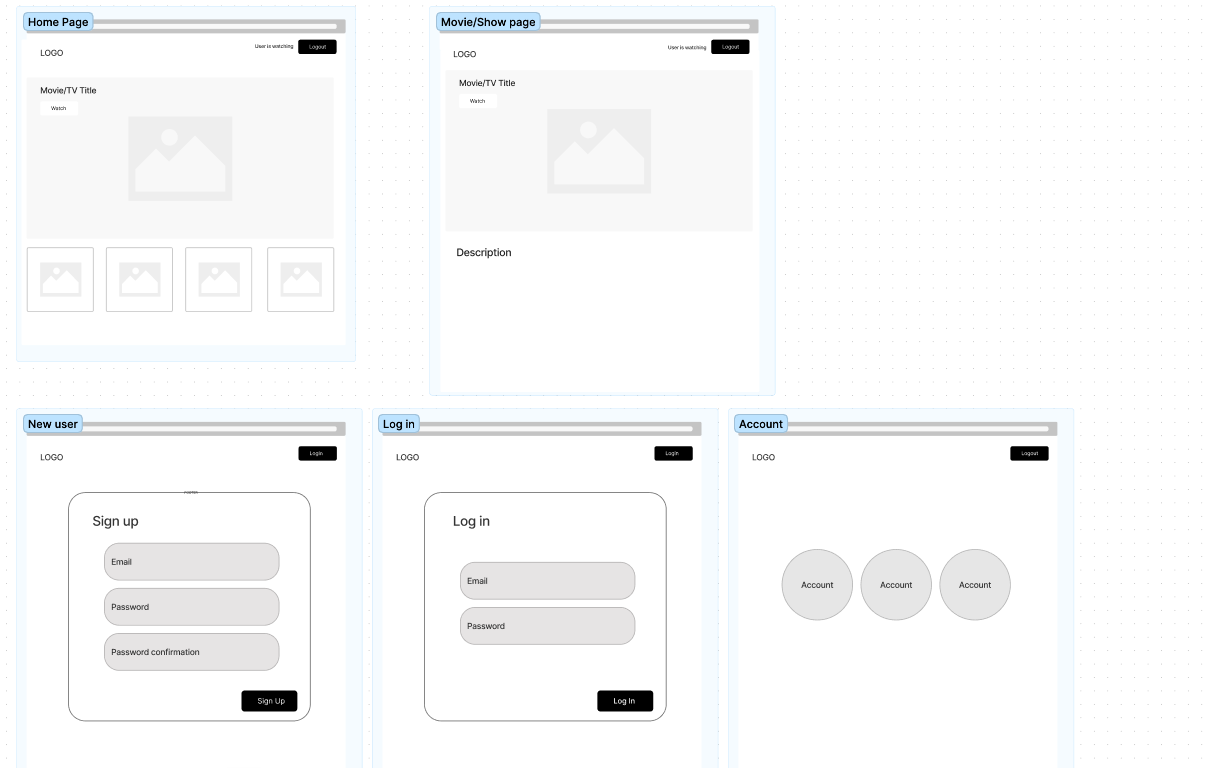 Home Page
LOGO
User is watching
Logout
Movie/TV Title
Watch
Movie/Show page
LOGO
User is watching
Logout
Movie/TV Title
Watch
Description
New user
LOGO
Login
Sign up
Email
Password
Password confirmation
Sign Up
Log in
LOGO
Login
Log in
Email
Password
Log In
Account
LOGO
Logout
Account
Account
Account